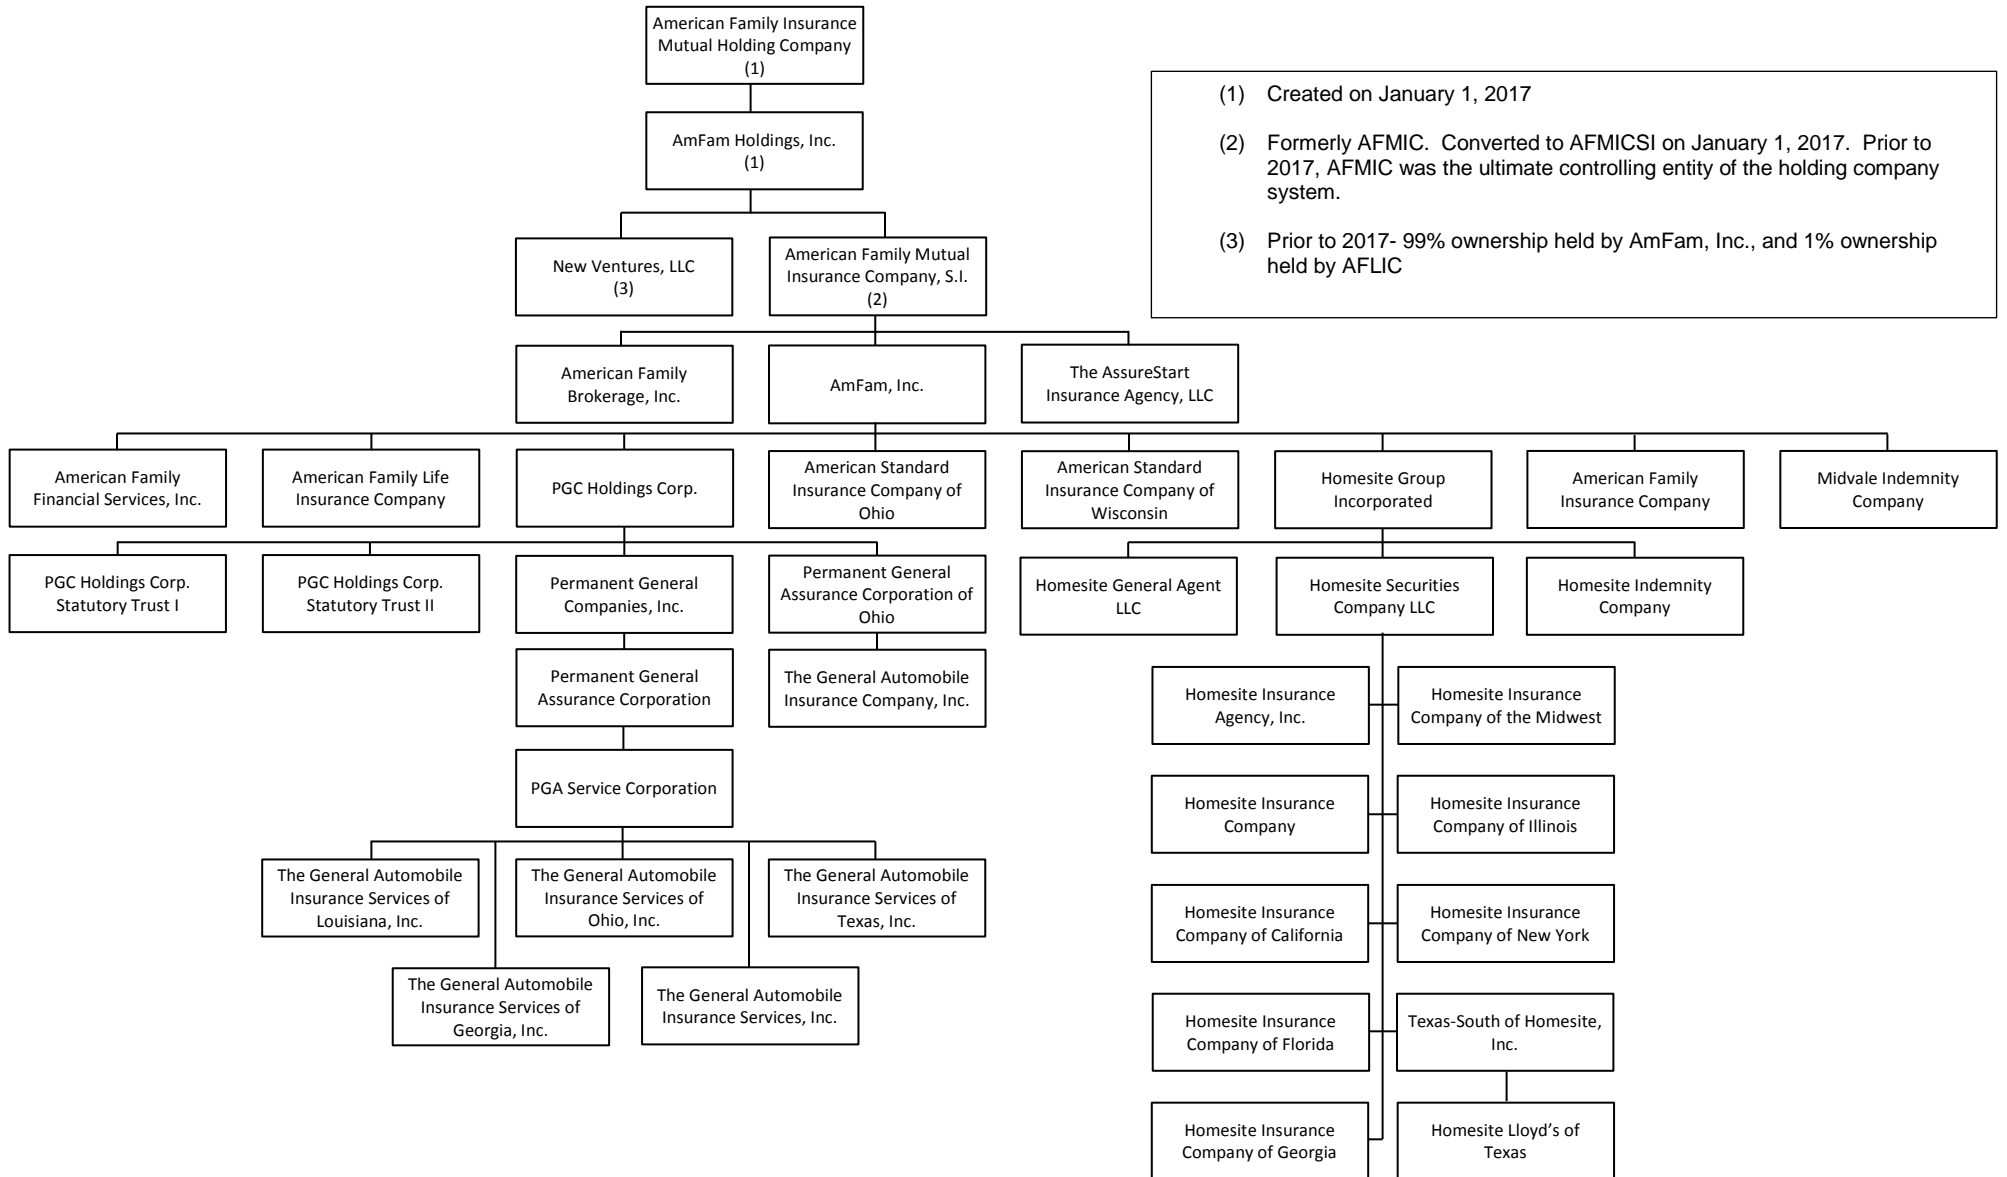 American Family Insurance
Mutual Holding Company
(1)
AmFam Holdings, Inc.
(1)
(1) Created on January 1, 2017
(2) Formerly AFMIC. Converted to AFMICSI on January 1, 2017. Prior to
2017, AFMIC was the ultimate controlling entity of the holding company
system.
(3) Prior to 2017- 99% ownership held by AmFam, Inc., and 1% ownership
held by AFLIC
New Ventures, LLC
(3)
American Family Mutual
Insurance Company, S.I.
(2)
American Family
Brokerage, Inc.
AmFam, Inc.
The AssureStart
Insurance Agency, LLC
American Family
Financial Services, Inc.
American Family Life
Insurance Company
PGC Holdings Corp.
American Standard
Insurance Company of
Ohio
American Standard
Insurance Company of
Wisconsin
Homesite Group
Incorporated
American Family
Insurance Company
Midvale Indemnity
Company
PGC Holdings Corp.
Statutory Trust I
PGC Holdings Corp.
Statutory Trust II
Permanent General
Companies, Inc.
Permanent General
Assurance Corporation of
Ohio
Homesite General Agent
LLC
Homesite Securities
Company LLC
Homesite Indemnity
Company
Permanent General
Assurance Corporation
The General Automobile
Insurance Company, Inc.
PGA Service Corporation
The General Automobile
Insurance Services of
Louisiana, Inc.
The General Automobile
Insurance Services of
Ohio, Inc.
The General Automobile
Insurance Services of
Texas, Inc.
The General Automobile
Insurance Services of
Georgia, Inc.
The General Automobile
Insurance Services, Inc.
Homesite Insurance
Agency, Inc.
Homesite Insurance
Company of the Midwest
Homesite Insurance
Company
Homesite Insurance
Company of Illinois
Homesite Insurance
Company of California
Homesite Insurance
Company of New York
Homesite Insurance
Company of Florida
Texas-South of Homesite,
Inc.
Homesite Insurance
Company of Georgia
Homesite Lloyd's of
Texas